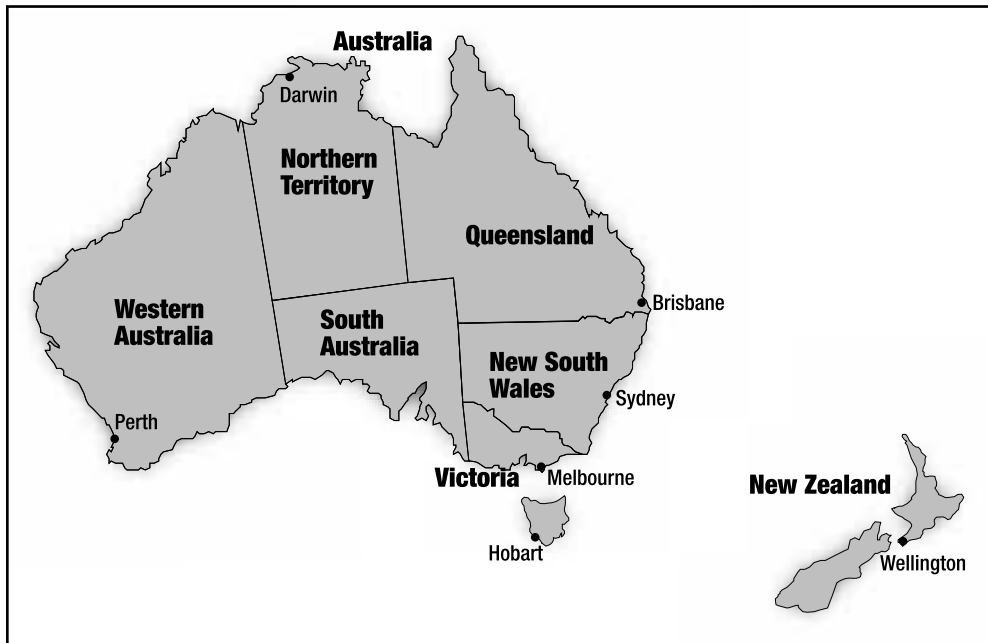 Australia
Darwin
Northern
Territory
Queensland
Brisbane
Western
Australia
South
Australia
New South
Wales
Sydney
Perth
Victoria
Melbourne
New Zealand
Hobart
Wellington